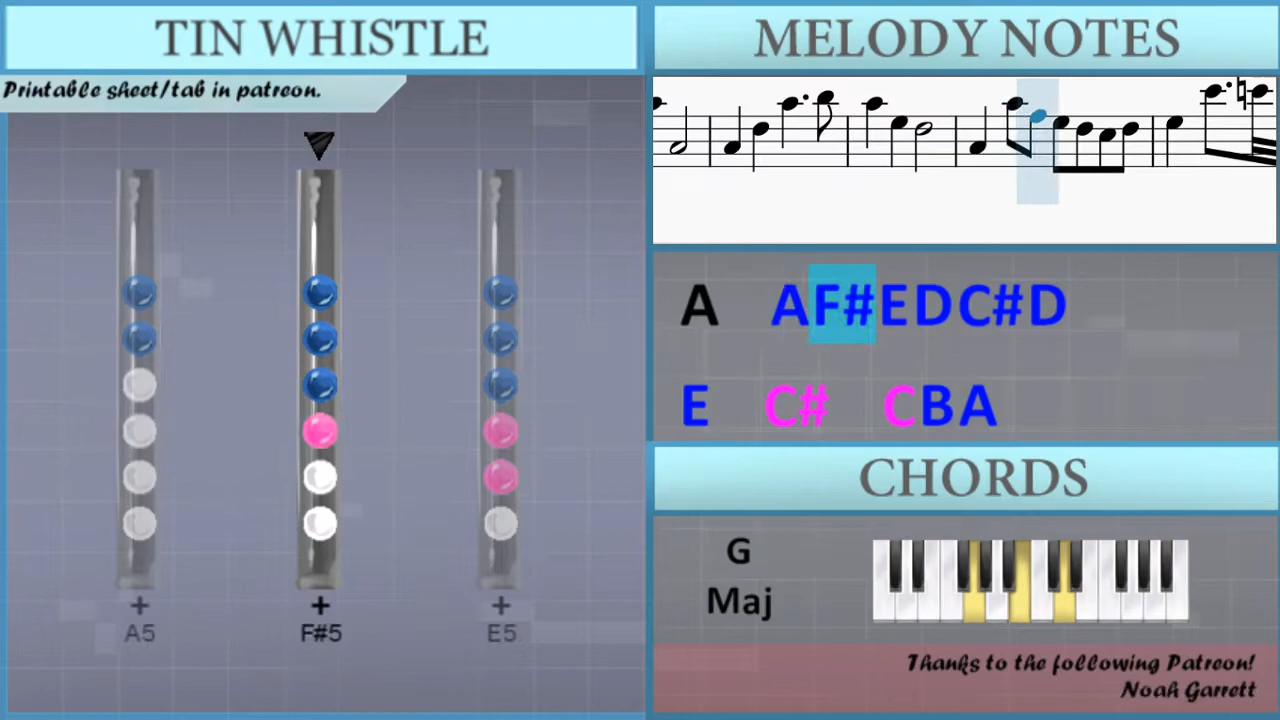 TIN WHISTLE
Printable sheet/tab in patreon.
+ + +
A5 F#5 E5
MELODY NOTES
A AF#EDC#D
E C# CBA
CHORDS
G
Maj
Thanks to the following Patreon!
Noah Garrett